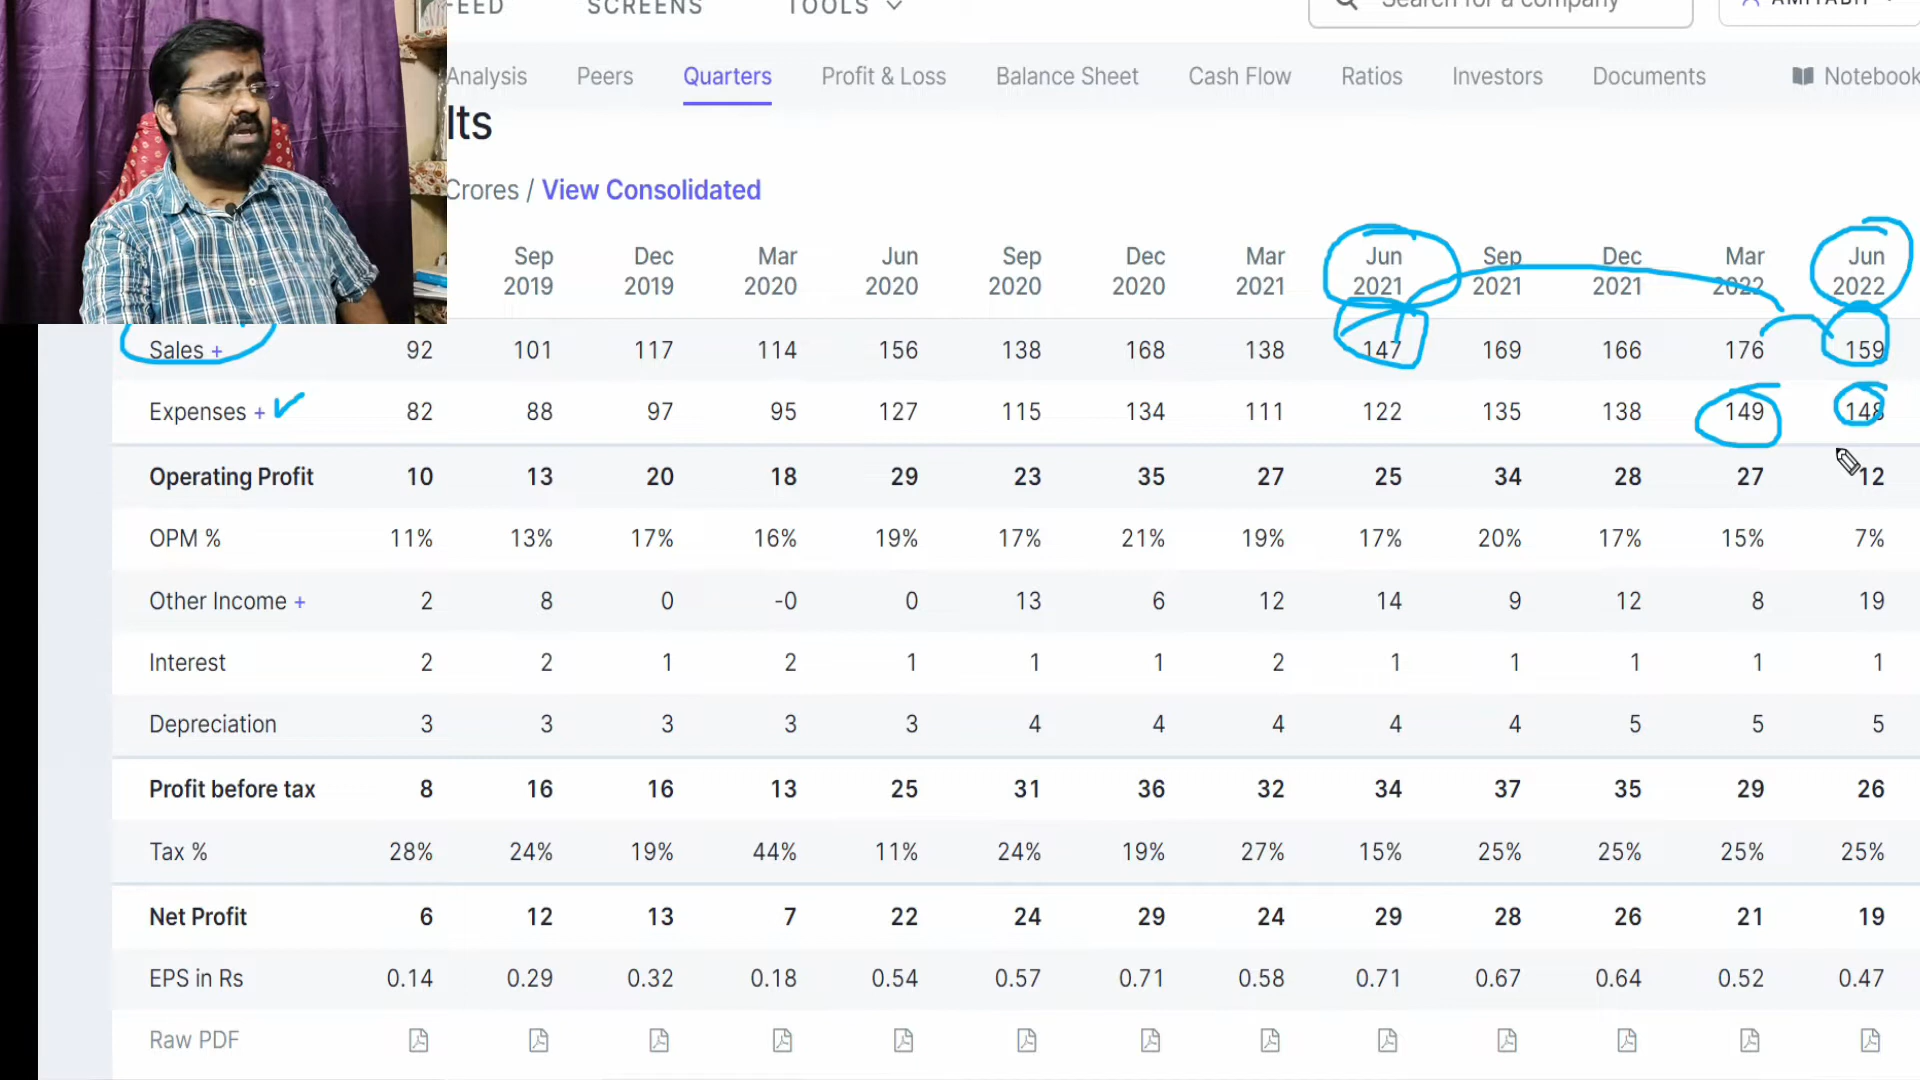 FEED SCREENS TOOLS Search for a company AMITABH
Analysis Peers Quarters Profit & Loss Balance Sheet Cash Flow Ratios Investors Documents Notebook
lts
Crores / View Consolidated
Sep 2019 Dec 2019 Mar 2020 Jun 2020 Sep 2020 Dec 2020 Mar 2021 Jun 2021 Sep 2021 Dec 2021 Mar 2022 Jun 2022
Sales + 92 101 117 114 156 138 168 138 147 169 166 176 159
Expenses + 82 88 97 95 127 115 134 111 122 135 138 149 148
Operating Profit 10 13 20 18 29 23 35 27 25 34 28 27 12
OPM % 11% 13% 17% 16% 19% 17% 21% 19% 17% 20% 17% 15% 7%
Other Income + 2 8 0 -0 0 13 6 12 14 9 12 8 19
Interest 2 2 1 2 1 1 1 2 1 1 1 1 1
Depreciation 3 3 3 3 3 4 4 4 4 4 5 5 5
Profit before tax 8 16 16 13 25 31 36 32 34 37 35 29 26
Tax % 28% 24% 19% 44% 11% 24% 19% 27% 15% 25% 25% 25% 25%
Net Profit 6 12 13 7 22 24 29 24 29 28 26 21 19
EPS in Rs 0.14 0.29 0.32 0.18 0.54 0.57 0.71 0.58 0.71 0.67 0.64 0.52 0.47
Raw PDF